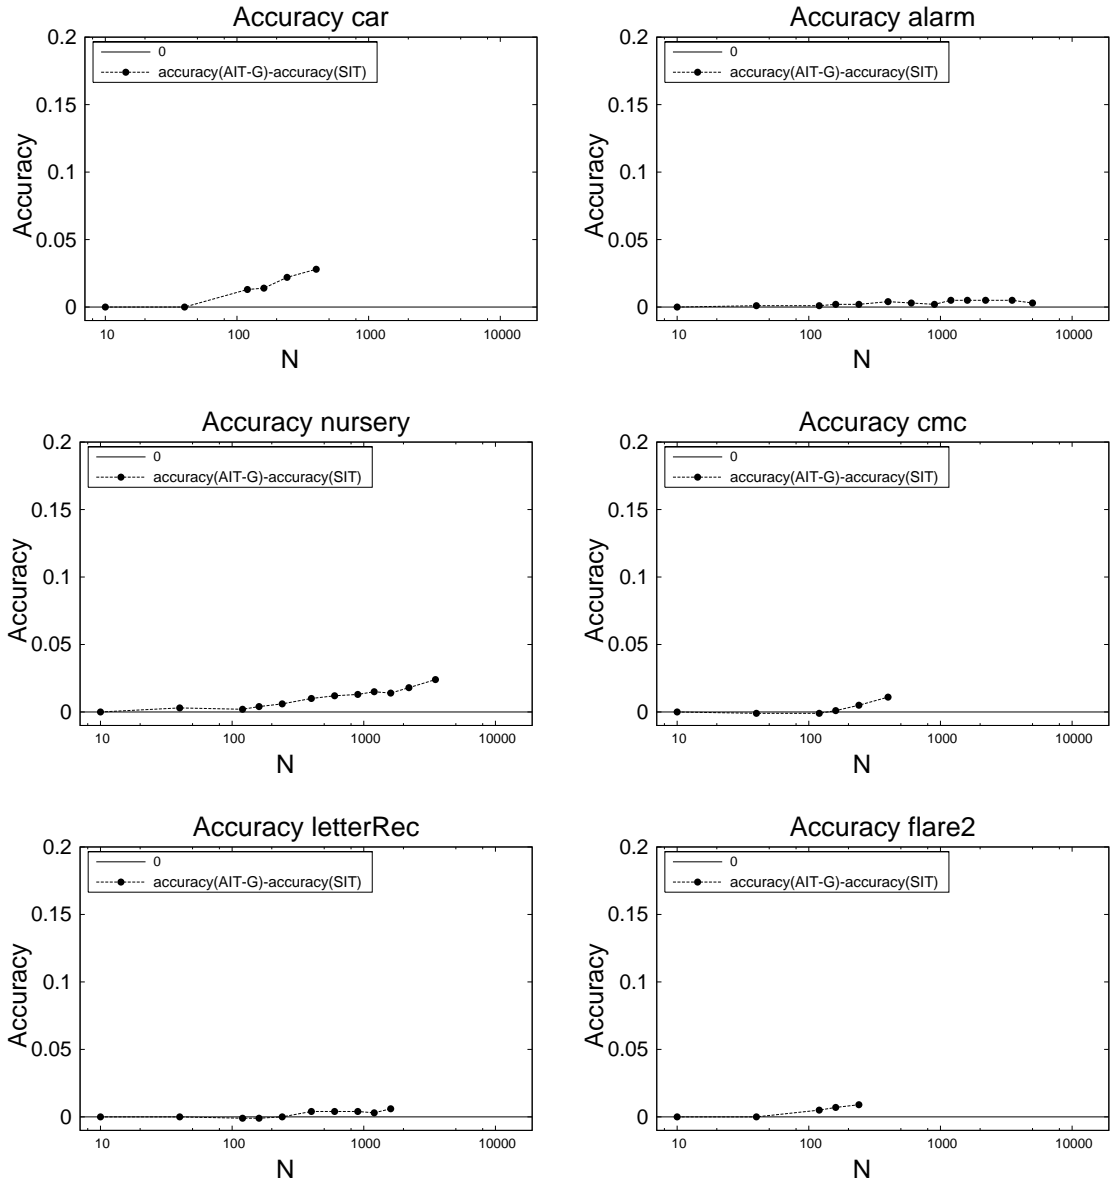 Accuracy car
0.2
0
accuracy(AIT-G)-accuracy(SIT)
0.15
0.1
0.05
0
Accuracy
10 100 1000 10000
N
Accuracy alarm
0.2
0
accuracy(AIT-G)-accuracy(SIT)
0.15
0.1
0.05
0
Accuracy
10 100 1000 10000
N
Accuracy nursery
0.2
0
accuracy(AIT-G)-accuracy(SIT)
0.15
0.1
0.05
0
Accuracy
10 100 1000 10000
N
Accuracy cmc
0.2
0
accuracy(AIT-G)-accuracy(SIT)
0.15
0.1
0.05
0
Accuracy
10 100 1000 10000
N
Accuracy letterRec
0.2
0
accuracy(AIT-G)-accuracy(SIT)
0.15
0.1
0.05
0
Accuracy
10 100 1000 10000
N
Accuracy flare2
0.2
0
accuracy(AIT-G)-accuracy(SIT)
0.15
0.1
0.05
0
Accuracy
10 100 1000 10000
N